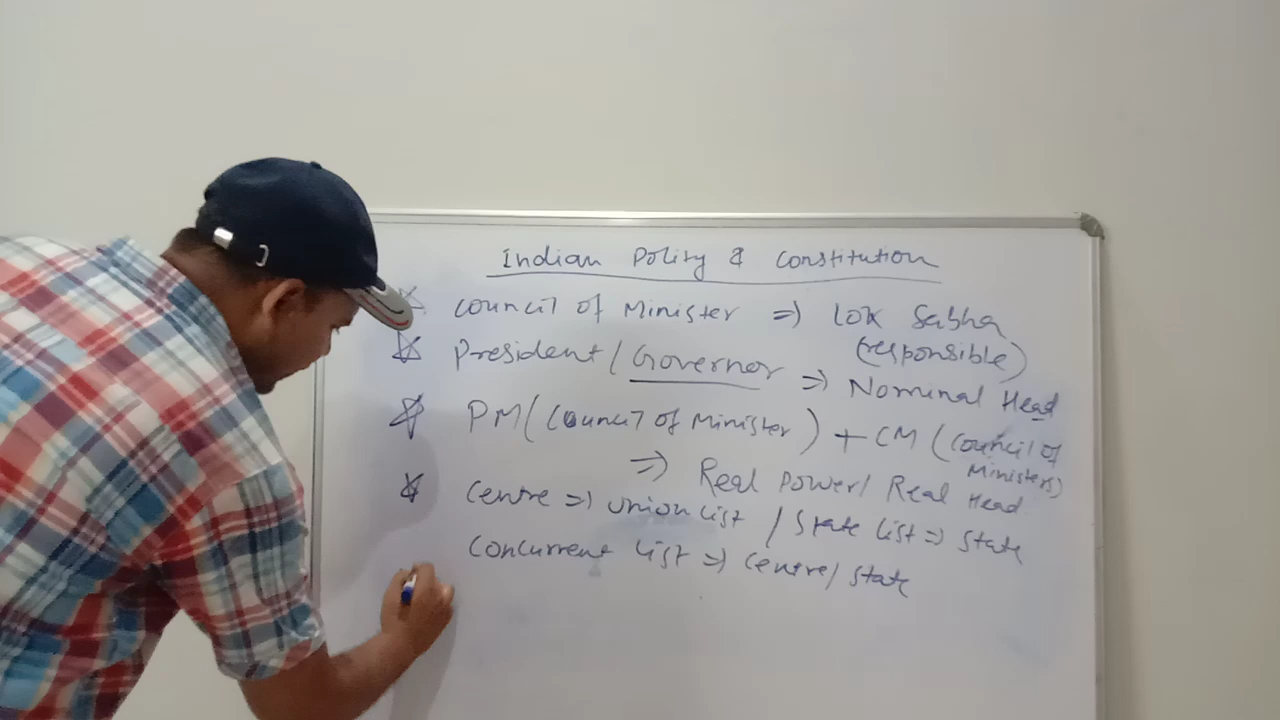 Indian Polity & Constitution
Council of Minister => Lok Sabha
(responsible)
President / Governor => Nominal Head
PM (Council of Minister) + CM (Council of
Ministers)
=> Real Power / Real Head
Centre => Union List / State List => State
Concurrent List => Centre / State